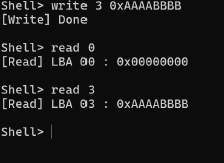 Shell> write 3 0xAAAABBBB
[Write] Done
Shell> read 0
[Read] LBA 00 : 0x00000000
Shell> read 3
[Read] LBA 03 : 0xAAAABBBB
Shell>